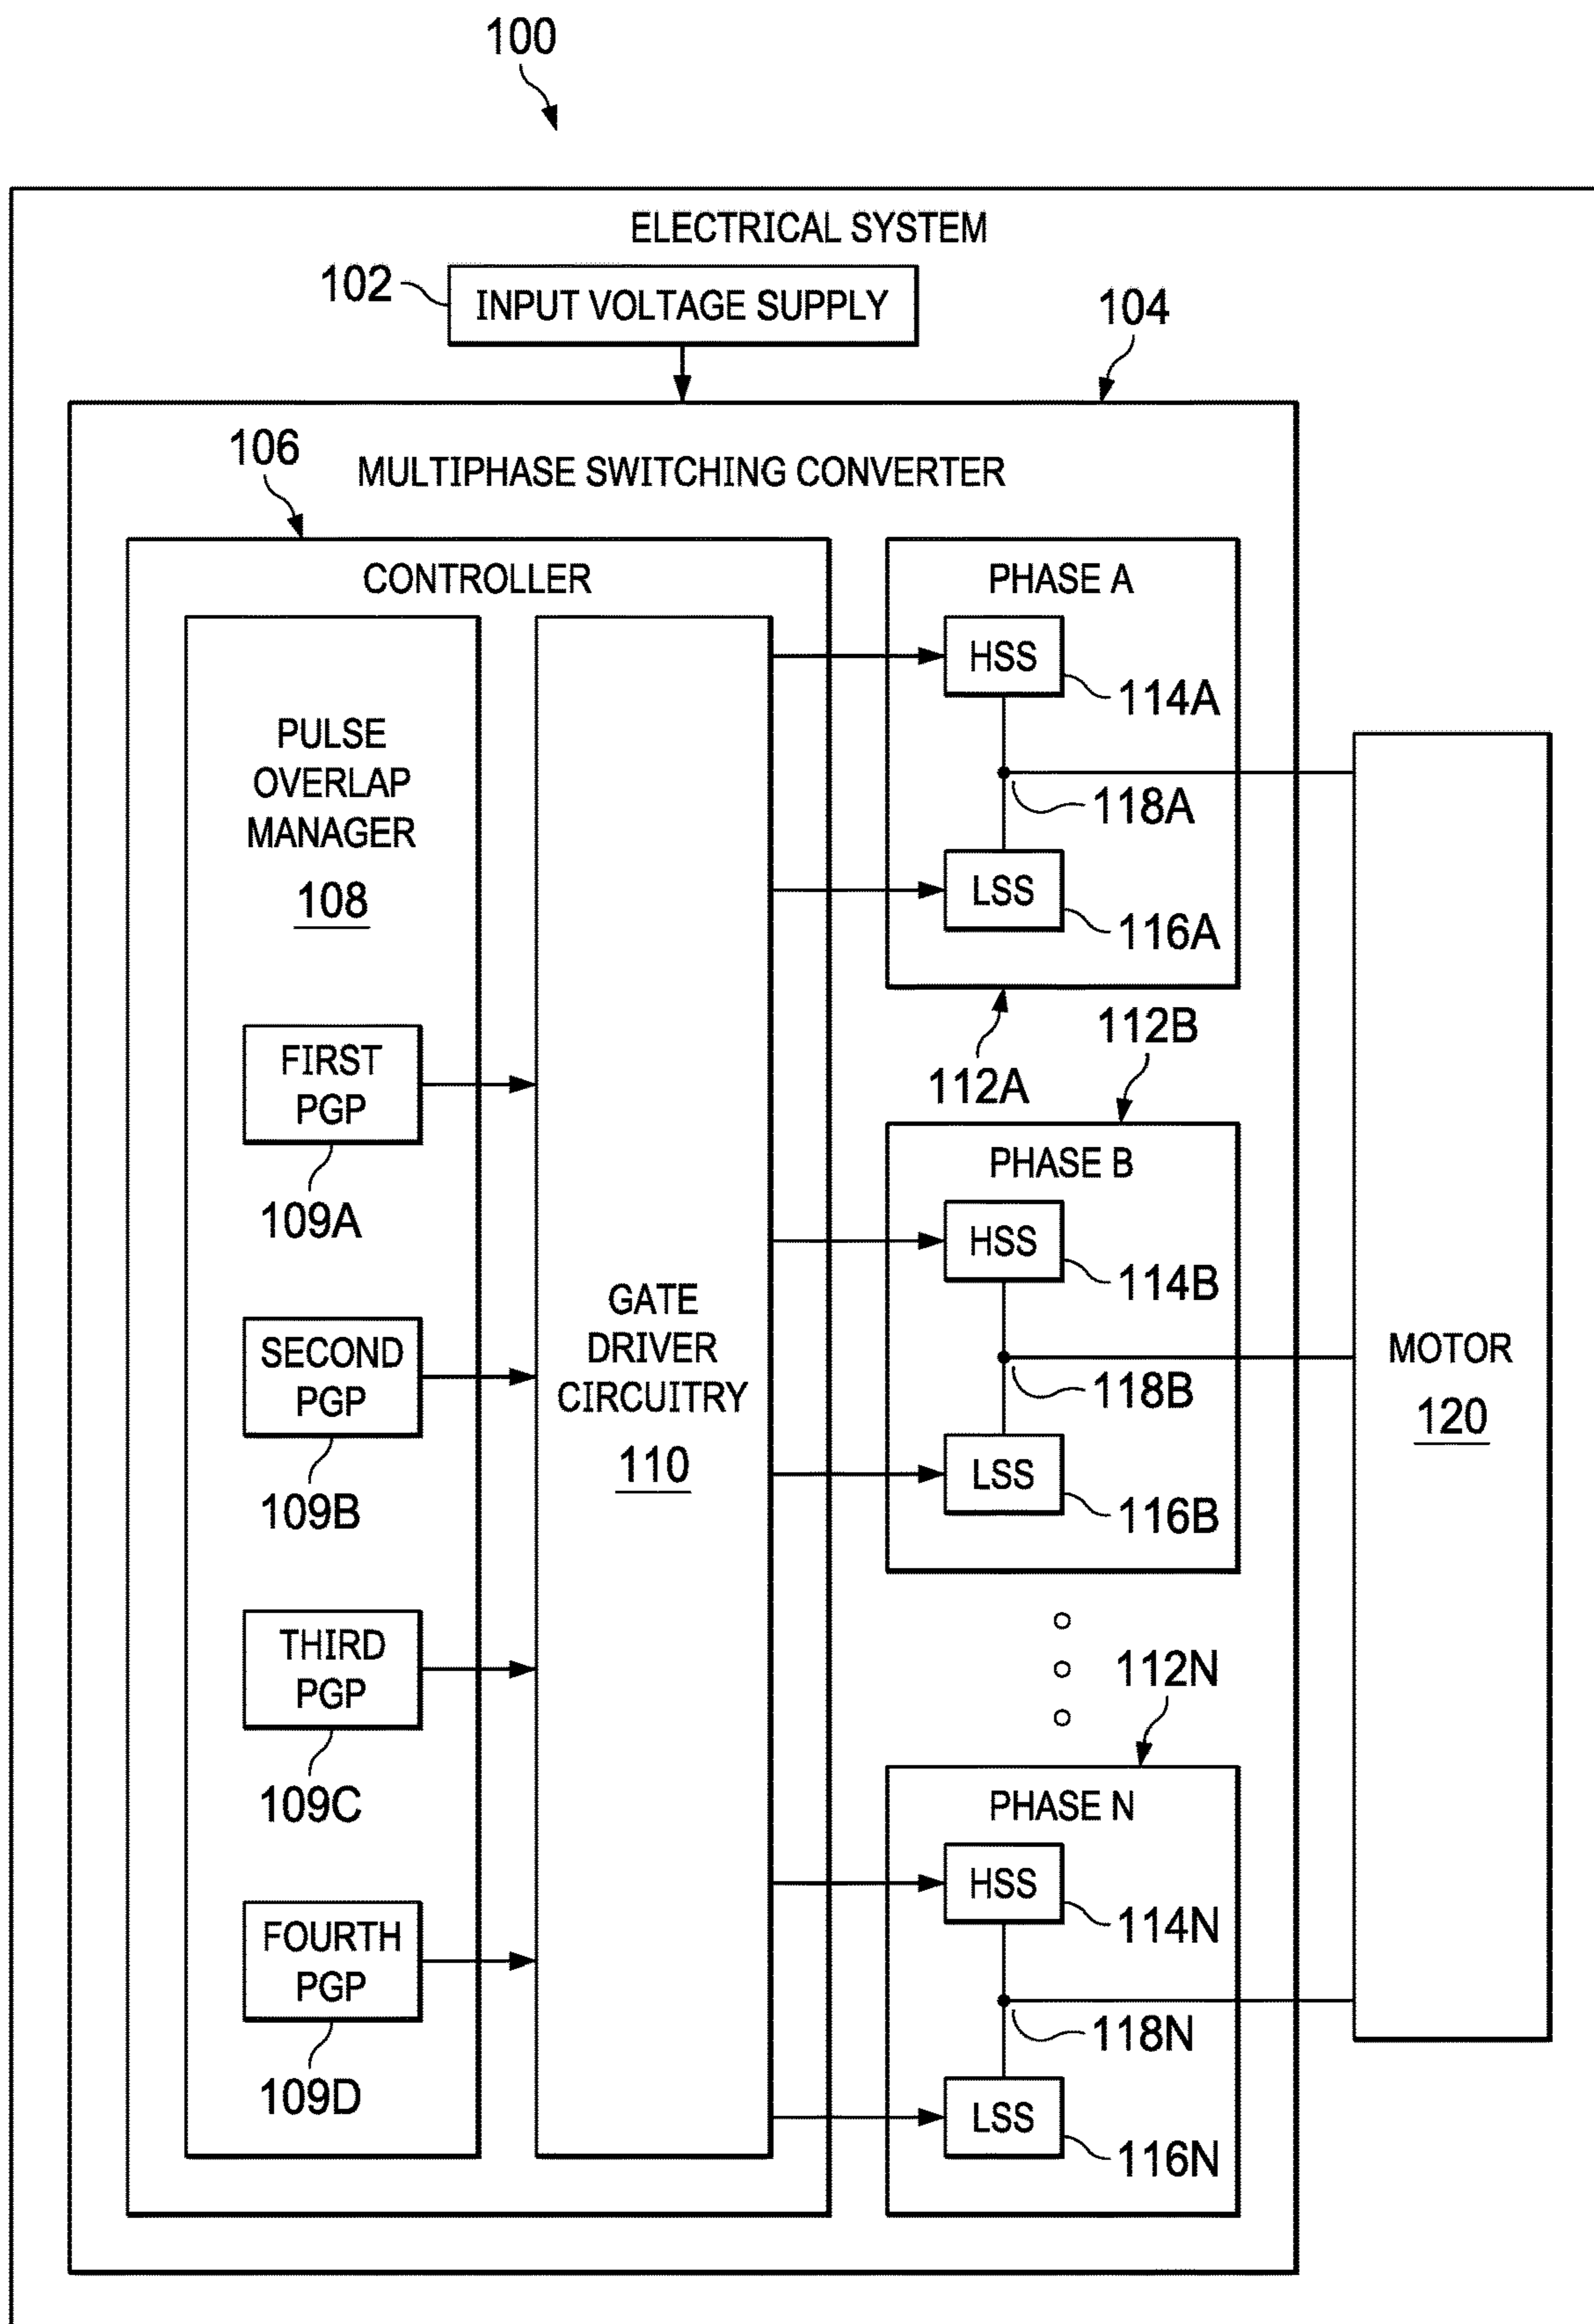 100
ELECTRICAL SYSTEM
102
INPUT VOLTAGE SUPPLY
104
106
MULTIPHASE SWITCHING CONVERTER
CONTROLLER
PULSE
OVERLAP
MANAGER
108
FIRST
PGP
109A
SECOND
PGP
109B
THIRD
PGP
109C
FOURTH
PGP
109D
GATE
DRIVER
CIRCUITRY
110
PHASE A
HSS
114A
118A
LSS
116A
112A
112B
PHASE B
HSS
114B
118B
LSS
116B
112N
PHASE N
HSS
114N
118N
LSS
116N
MOTOR
120